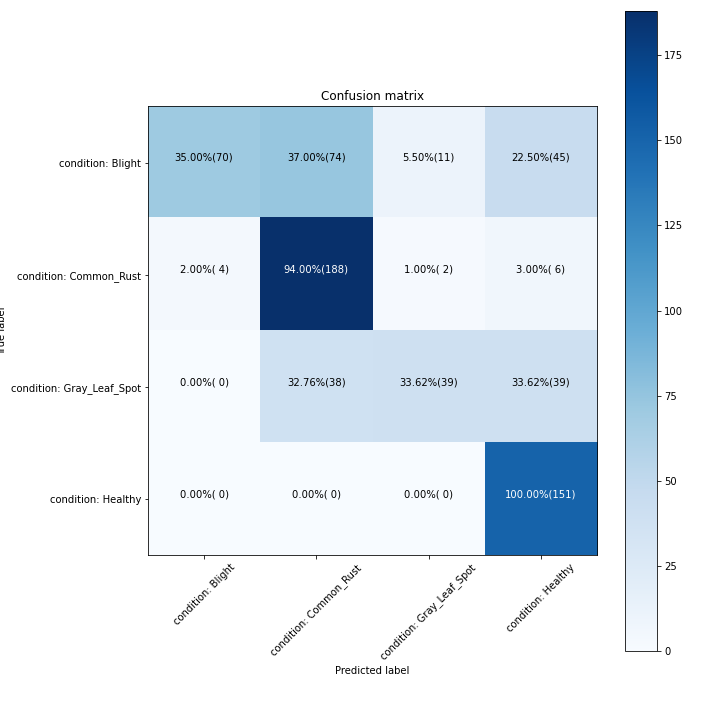 Confusion matrix
condition: Blight
35.00%(70)
37.00%(74)
5.50%(11)
22.50%(45)
condition: Common_Rust
2.00%( 4)
94.00%(188)
1.00%( 2)
3.00%( 6)
condition: Gray_Leaf_Spot
0.00%( 0)
32.76%(38)
33.62%(39)
33.62%(39)
condition: Healthy
0.00%( 0)
0.00%( 0)
0.00%( 0)
100.00%(151)
condition: Blight
condition: Common_Rust
condition: Gray_Leaf_Spot
condition: Healthy
Predicted label
175
150
125
100
75
50
25
0